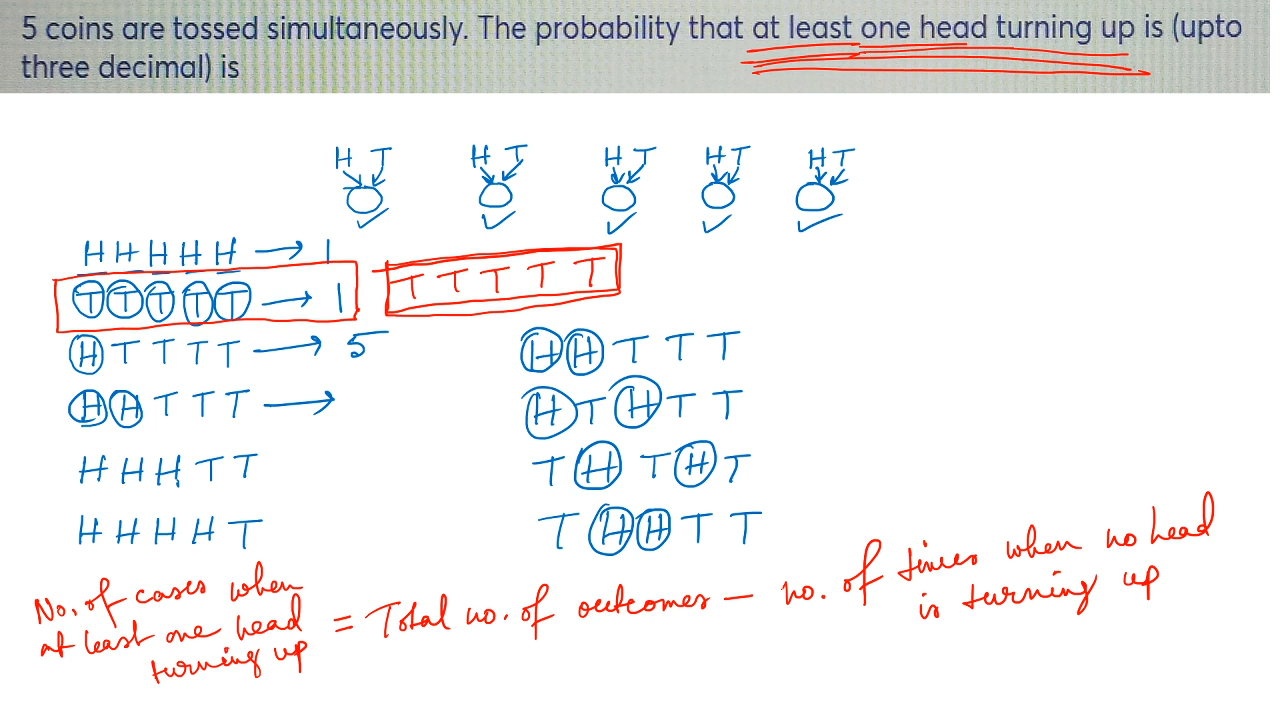 5 coins are tossed simultaneously. The probability that at least one head turning up is (upto
three decimal) is
H T H T H T H T H T
H H H H H → 1
T T T T T → 1 T T T T T
H T T T T → 5 H H T T T
H H T T T → H T H T T
H H H T T T H T H T
H H H H T T H H T T
No. of cases when
at least one head
turning up
= Total no. of outcomes - no. of times when no head
is turning up